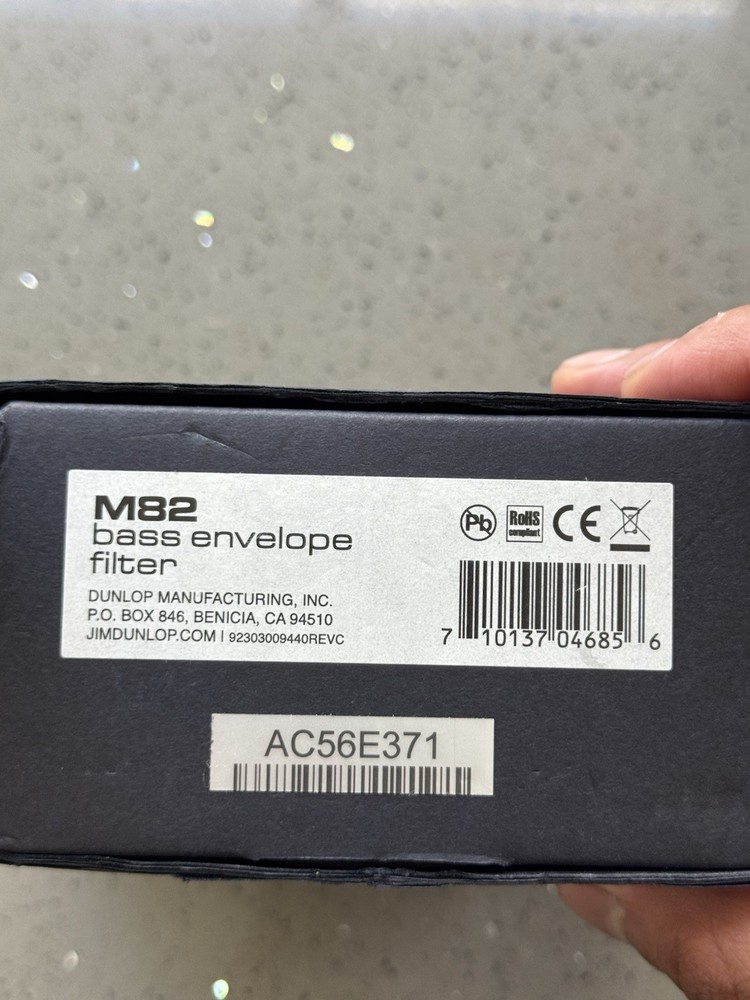 M82
bass envelope
filter
DUNLOP MANUFACTURING, INC.
P.O. BOX 846, BENICIA, CA 94510
JIMDUNLOP.COM | 92303009440REVC
Pb
RoHS
compliant
CE
7 10137 04685 6
AC56E371